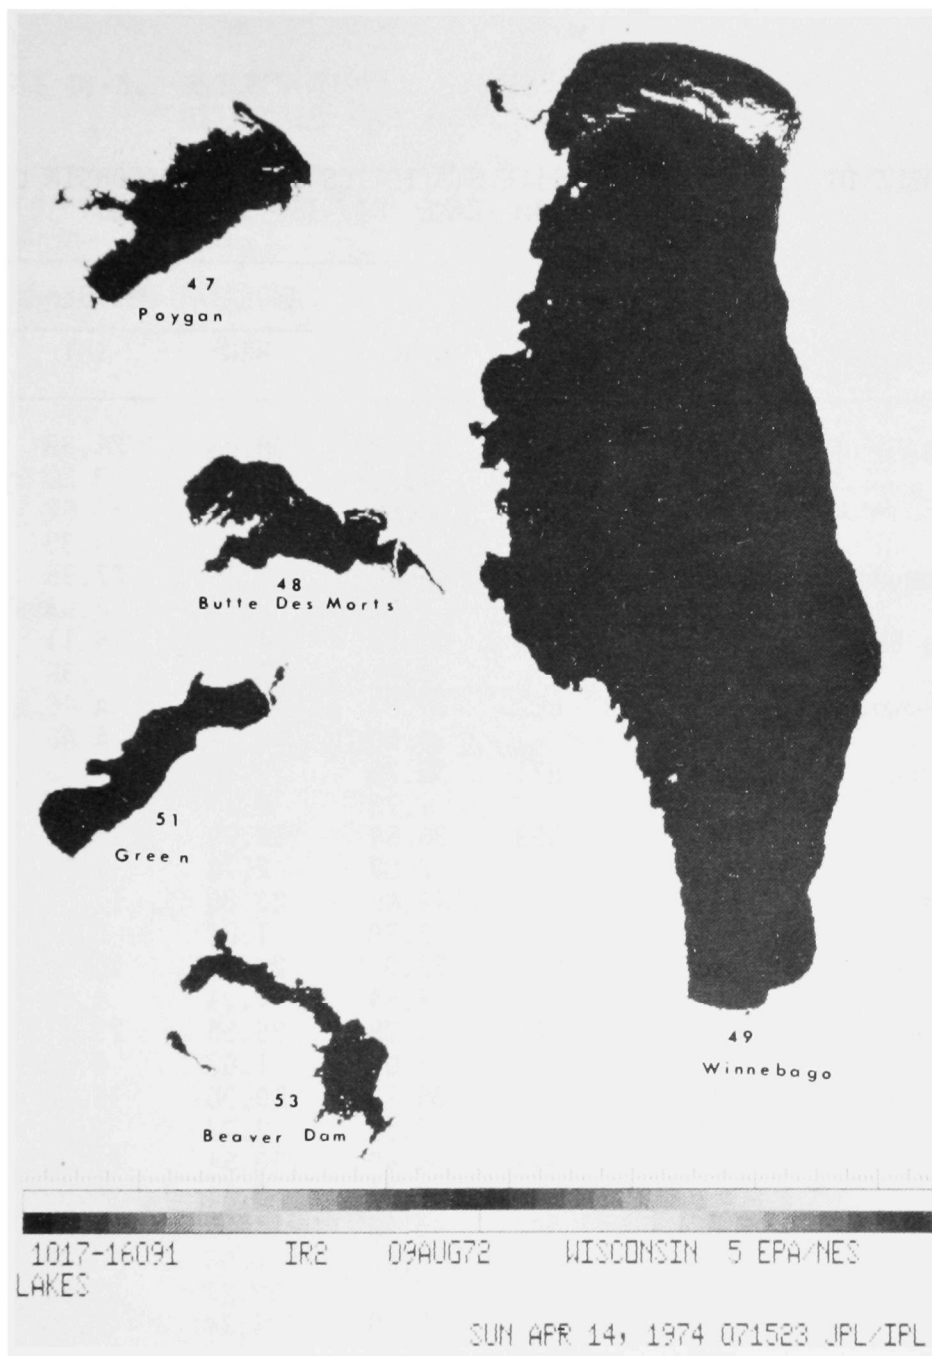 47
Poygan
48
Butte Des Morts
51
Green
49
Winnebago
53
Beaver Dam
1017-16091 IR2 09AUG72 WISCONSIN 5 EPA/NES
LAKES
SUN APR 14, 1974 071523 JPL/IPL